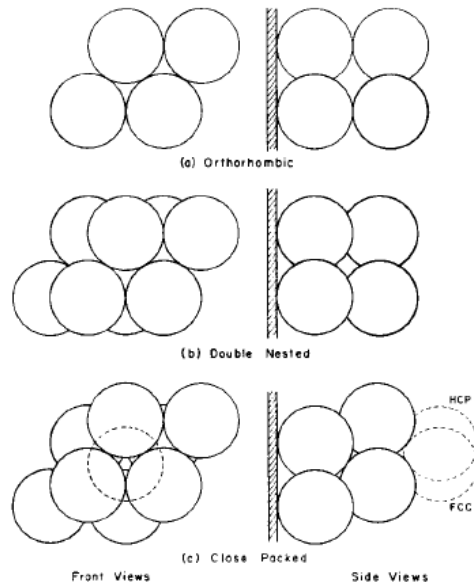 (a) Orthorhombic
(b) Double Nested
HCP
FCC
(c) Close Packed
Front Views Side Views